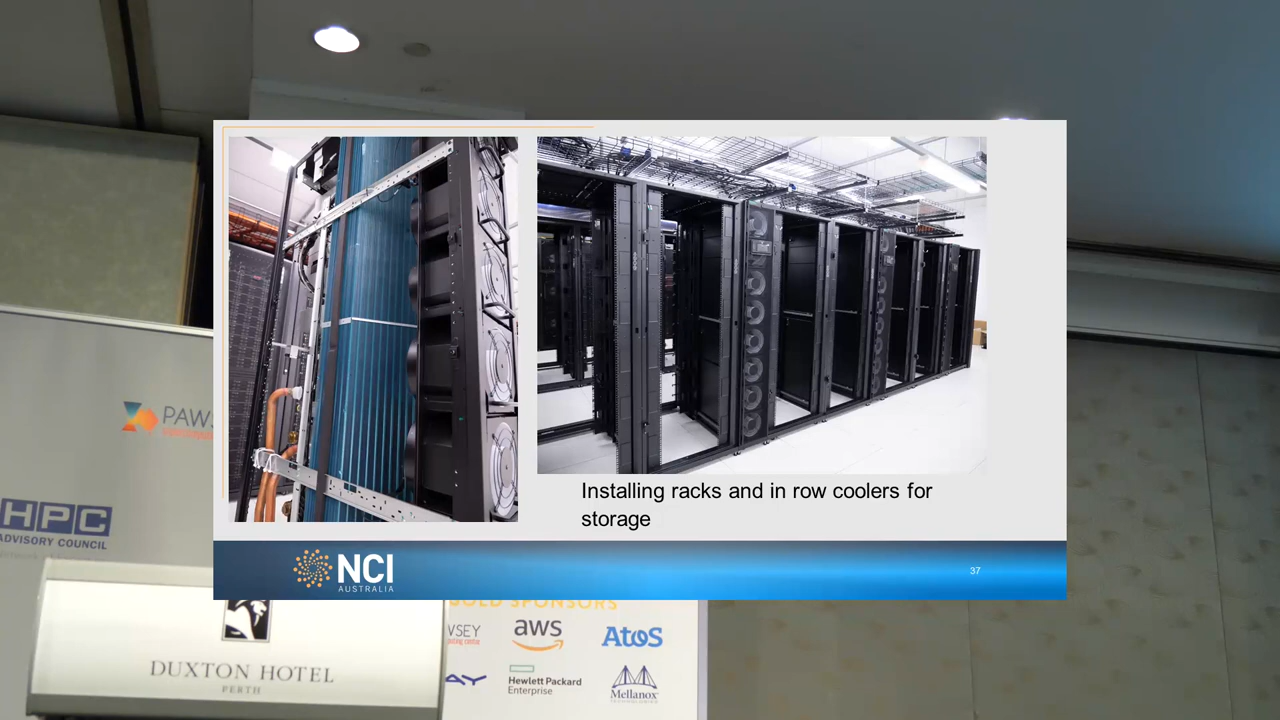 Installing racks and in row coolers for
storage
NCI
AUSTRALIA
37
HPC
ADVISORY COUNCIL
DUXTON HOTEL
PERTH
GOLD SPONSORS
aws
Atos
Hewlett Packard
Enterprise
Mellanox
TECHNOLOGIES